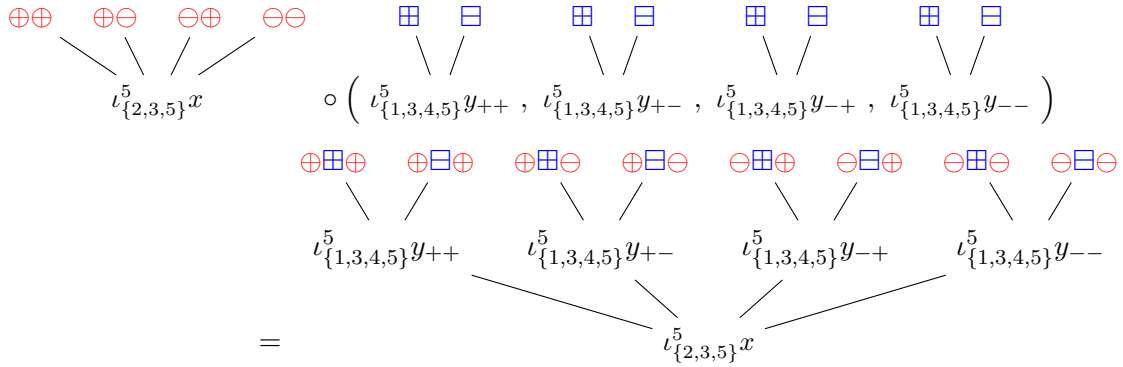 ⊕⊕ ⊕⊖ ⊖⊕ ⊖⊖ ⊞ ⊟ ⊞ ⊟ ⊞ ⊟ ⊞ ⊟
ι^5_{\{2,3,5\}}x ∘ ( ι^5_{\{1,3,4,5\}}y_{++} , ι^5_{\{1,3,4,5\}}y_{+-} , ι^5_{\{1,3,4,5\}}y_{-+} , ι^5_{\{1,3,4,5\}}y_{--} )
⊕⊞⊕ ⊕⊟⊕ ⊕⊞⊖ ⊕⊟⊖ ⊖⊞⊕ ⊖⊟⊕ ⊖⊞⊖ ⊖⊟⊖
ι^5_{\{1,3,4,5\}}y_{++} ι^5_{\{1,3,4,5\}}y_{+-} ι^5_{\{1,3,4,5\}}y_{-+} ι^5_{\{1,3,4,5\}}y_{--}
= ι^5_{\{2,3,5\}}x